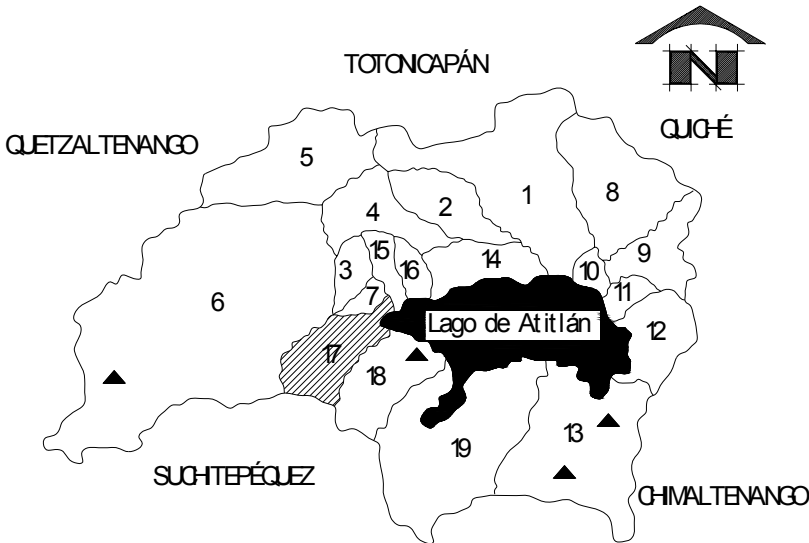 TOTONICAPÁN
N
QUETZALTENANGO
QUICHÉ
5
1
8
2
4
15
16
14
9
3
10
7
11
6
Lago de Atitlán
12
17
18
13
19
SUCHITEPÉQUEZ
CHIMALTENANGO